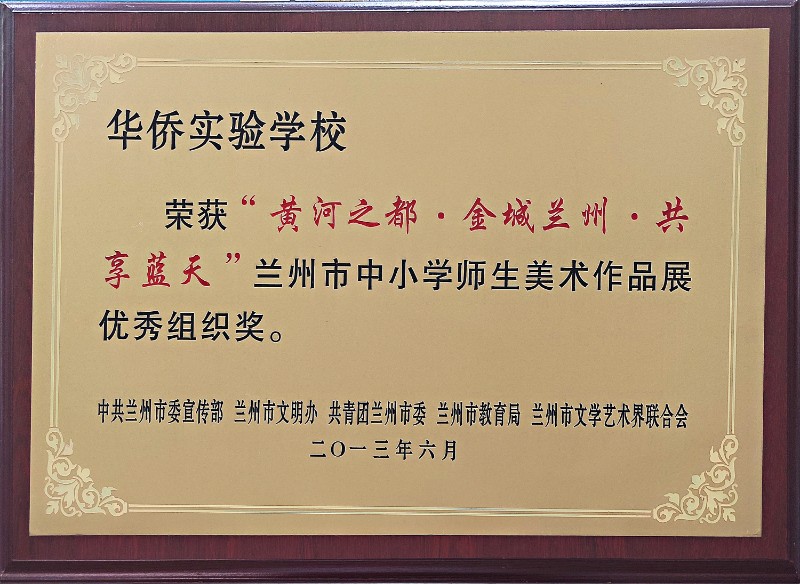 华侨实验学校
荣获“黄河之都·金城兰州·共
享蓝天”兰州市中小学师生美术作品展
优秀组织奖。
中共兰州市委宣传部 兰州市文明办 共青团兰州市委 兰州市教育局 兰州市文学艺术界联合会
二〇一三年六月